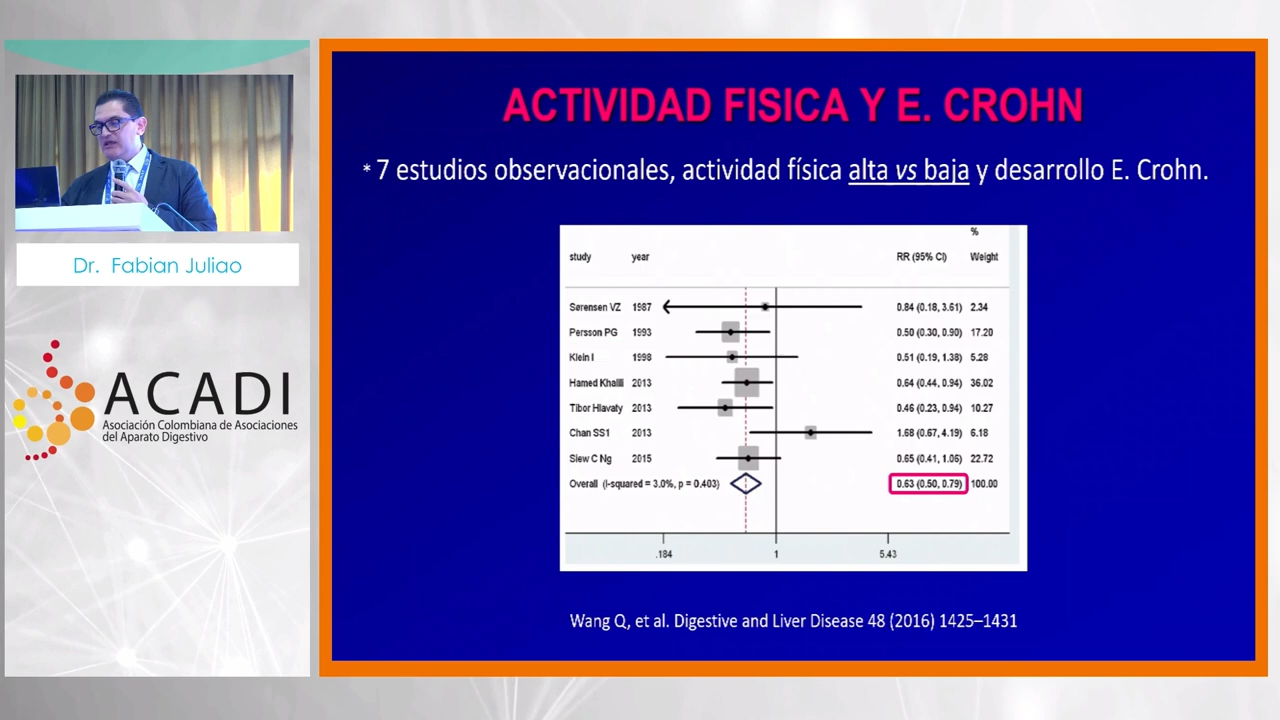 Dr. Fabian Juliao
ACADI
Asociación Colombiana de Asociaciones
del Aparato Digestivo
ACTIVIDAD FISICA Y E. CROHN
* 7 estudios observacionales, actividad física alta vs baja y desarrollo E. Crohn.
%
study year RR (95% CI) Weight
Sørensen VZ 1987 0.84 (0.18, 3.61) 2.34
Persson PG 1993 0.50 (0.30, 0.90) 17.20
Klein I 1998 0.51 (0.19, 1.38) 5.28
Hamed Khalili 2013 0.64 (0.44, 0.94) 36.02
Tibor Hlavaty 2013 0.46 (0.23, 0.94) 10.27
Chan SS1 2013 1.68 (0.67, 4.19) 6.18
Siew C Ng 2015 0.65 (0.41, 1.06) 22.72
Overall (I-squared = 3.0%, p = 0.403) 0.63 (0.50, 0.79) 100.00
.184 1 5.43
Wang Q, et al. Digestive and Liver Disease 48 (2016) 1425–1431